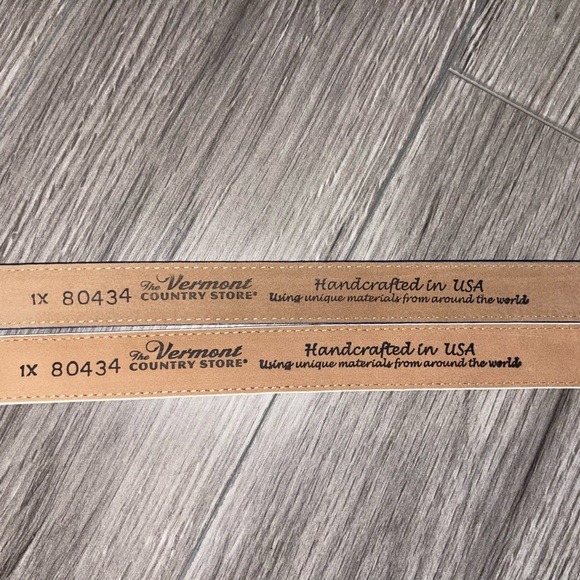 1X 80434 The Vermont
COUNTRY STORE®
Handcrafted in USA
Using unique materials from around the world
1X 80434 The Vermont
COUNTRY STORE®
Handcrafted in USA
Using unique materials from around the world